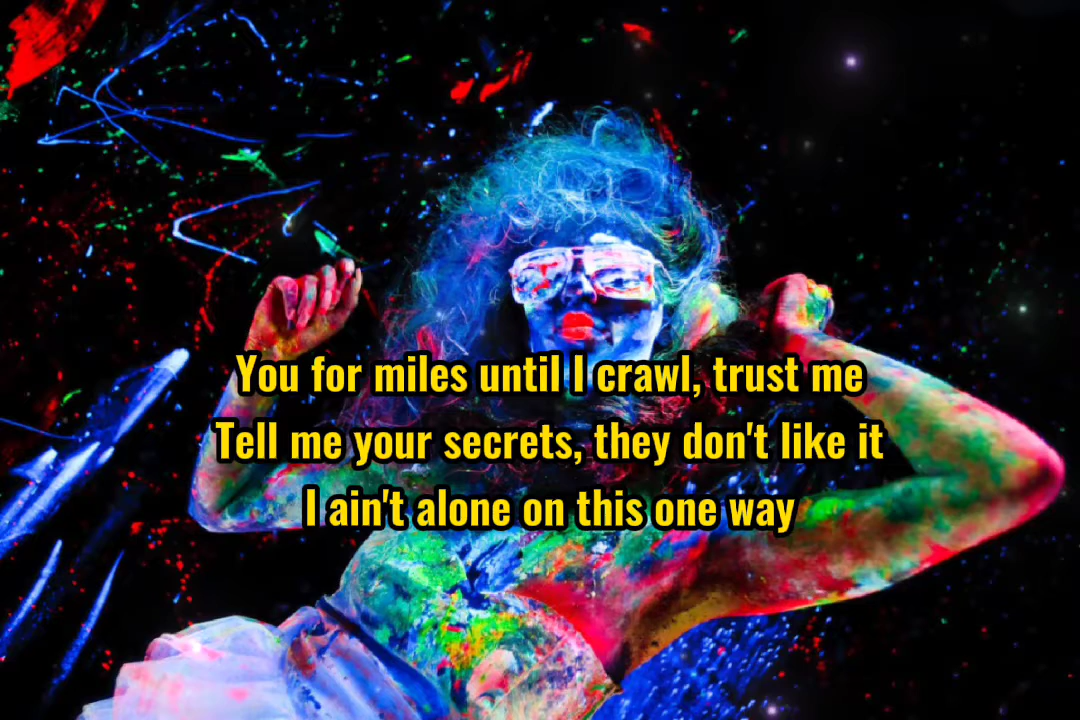 You for miles until I crawl, trust me
Tell me your secrets, they don't like it
I ain't alone on this one way